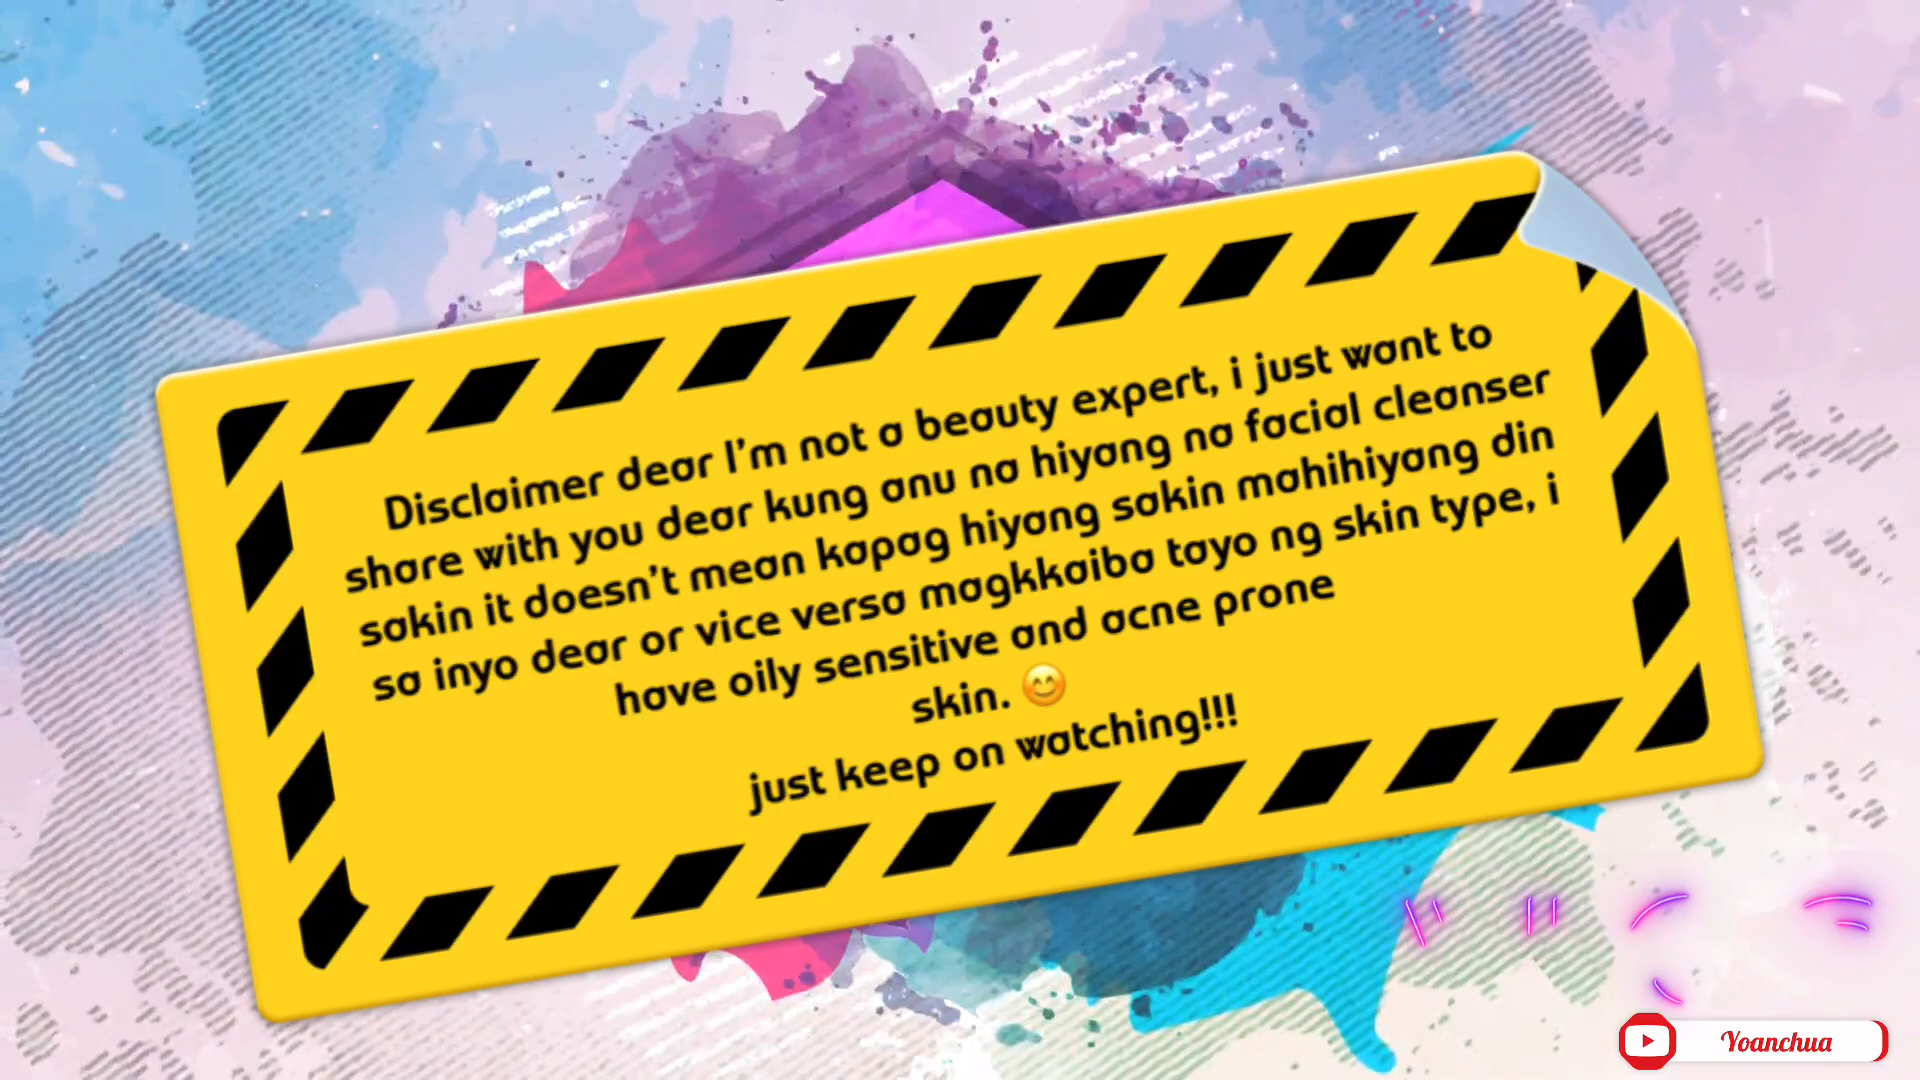 Disclaimer dear I'm not a beauty expert, i just want to
share with you dear kung anu na hiyang na facial cleanser
sakin it doesn't mean kapag hiyang sakin mahihiyang din
sa inyo dear or vice versa magkkaiba tayo ng skin type, i
have oily sensitive and acne prone
skin. 😊
just keep on watching!!!
Yoanchua